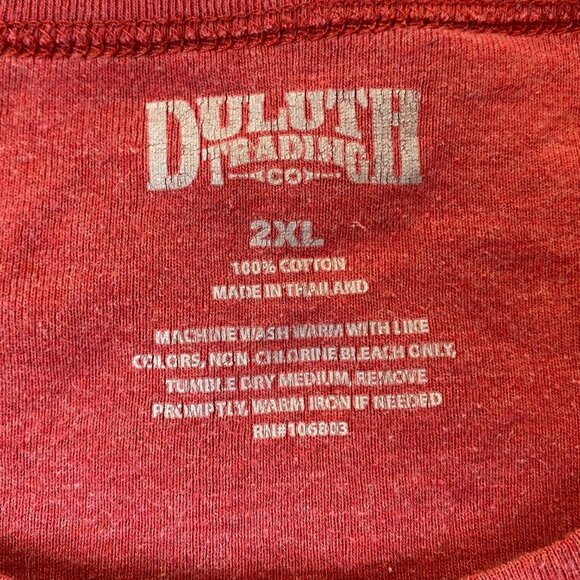 DULUTH
TRADING
CO
2XL
100% COTTON
MADE IN THAILAND
MACHINE WASH WARM WITH LIKE
COLORS, NON-CHLORINE BLEACH ONLY,
TUMBLE DRY MEDIUM, REMOVE
PROMPTLY, WARM IRON IF NEEDED
RN#106803